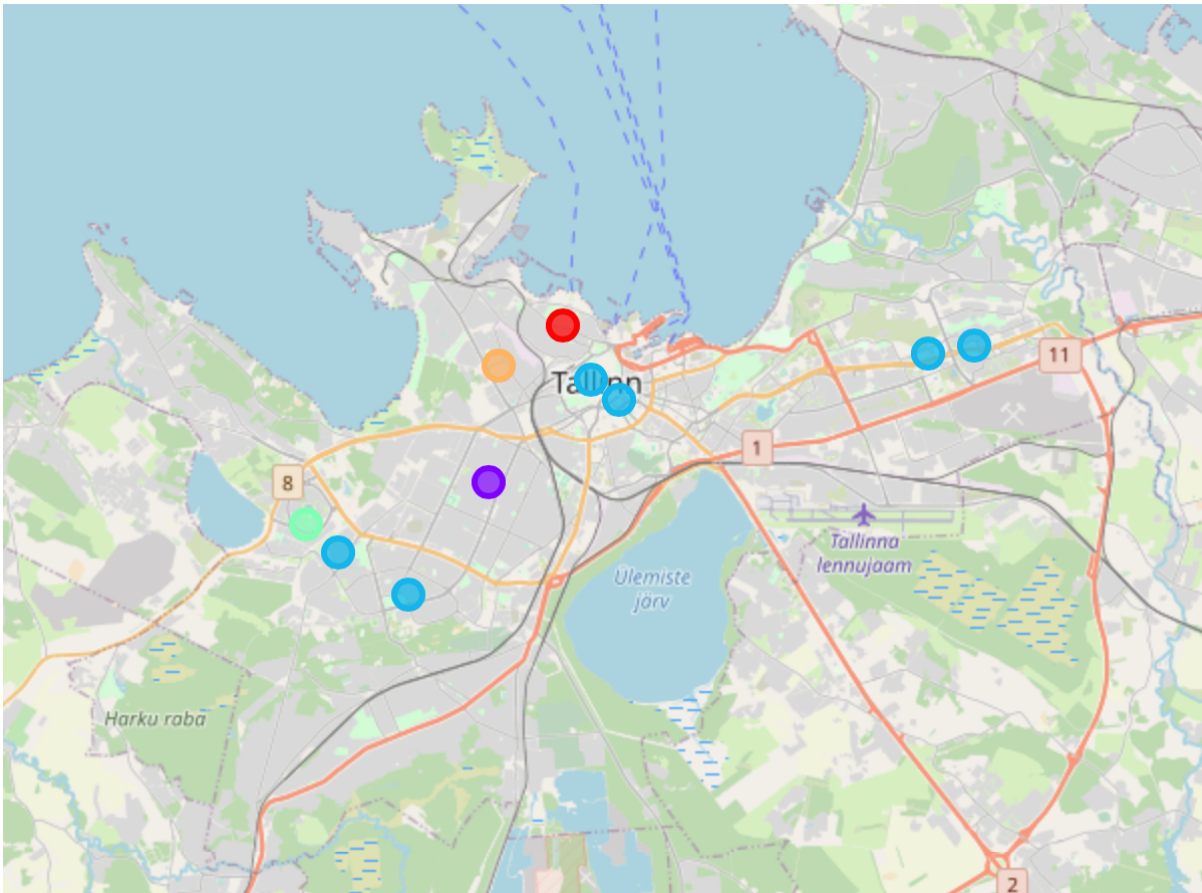 Tallinn
11
1
8
Tallinna
lennujaam
Ülemiste
järv
Harku raba
2